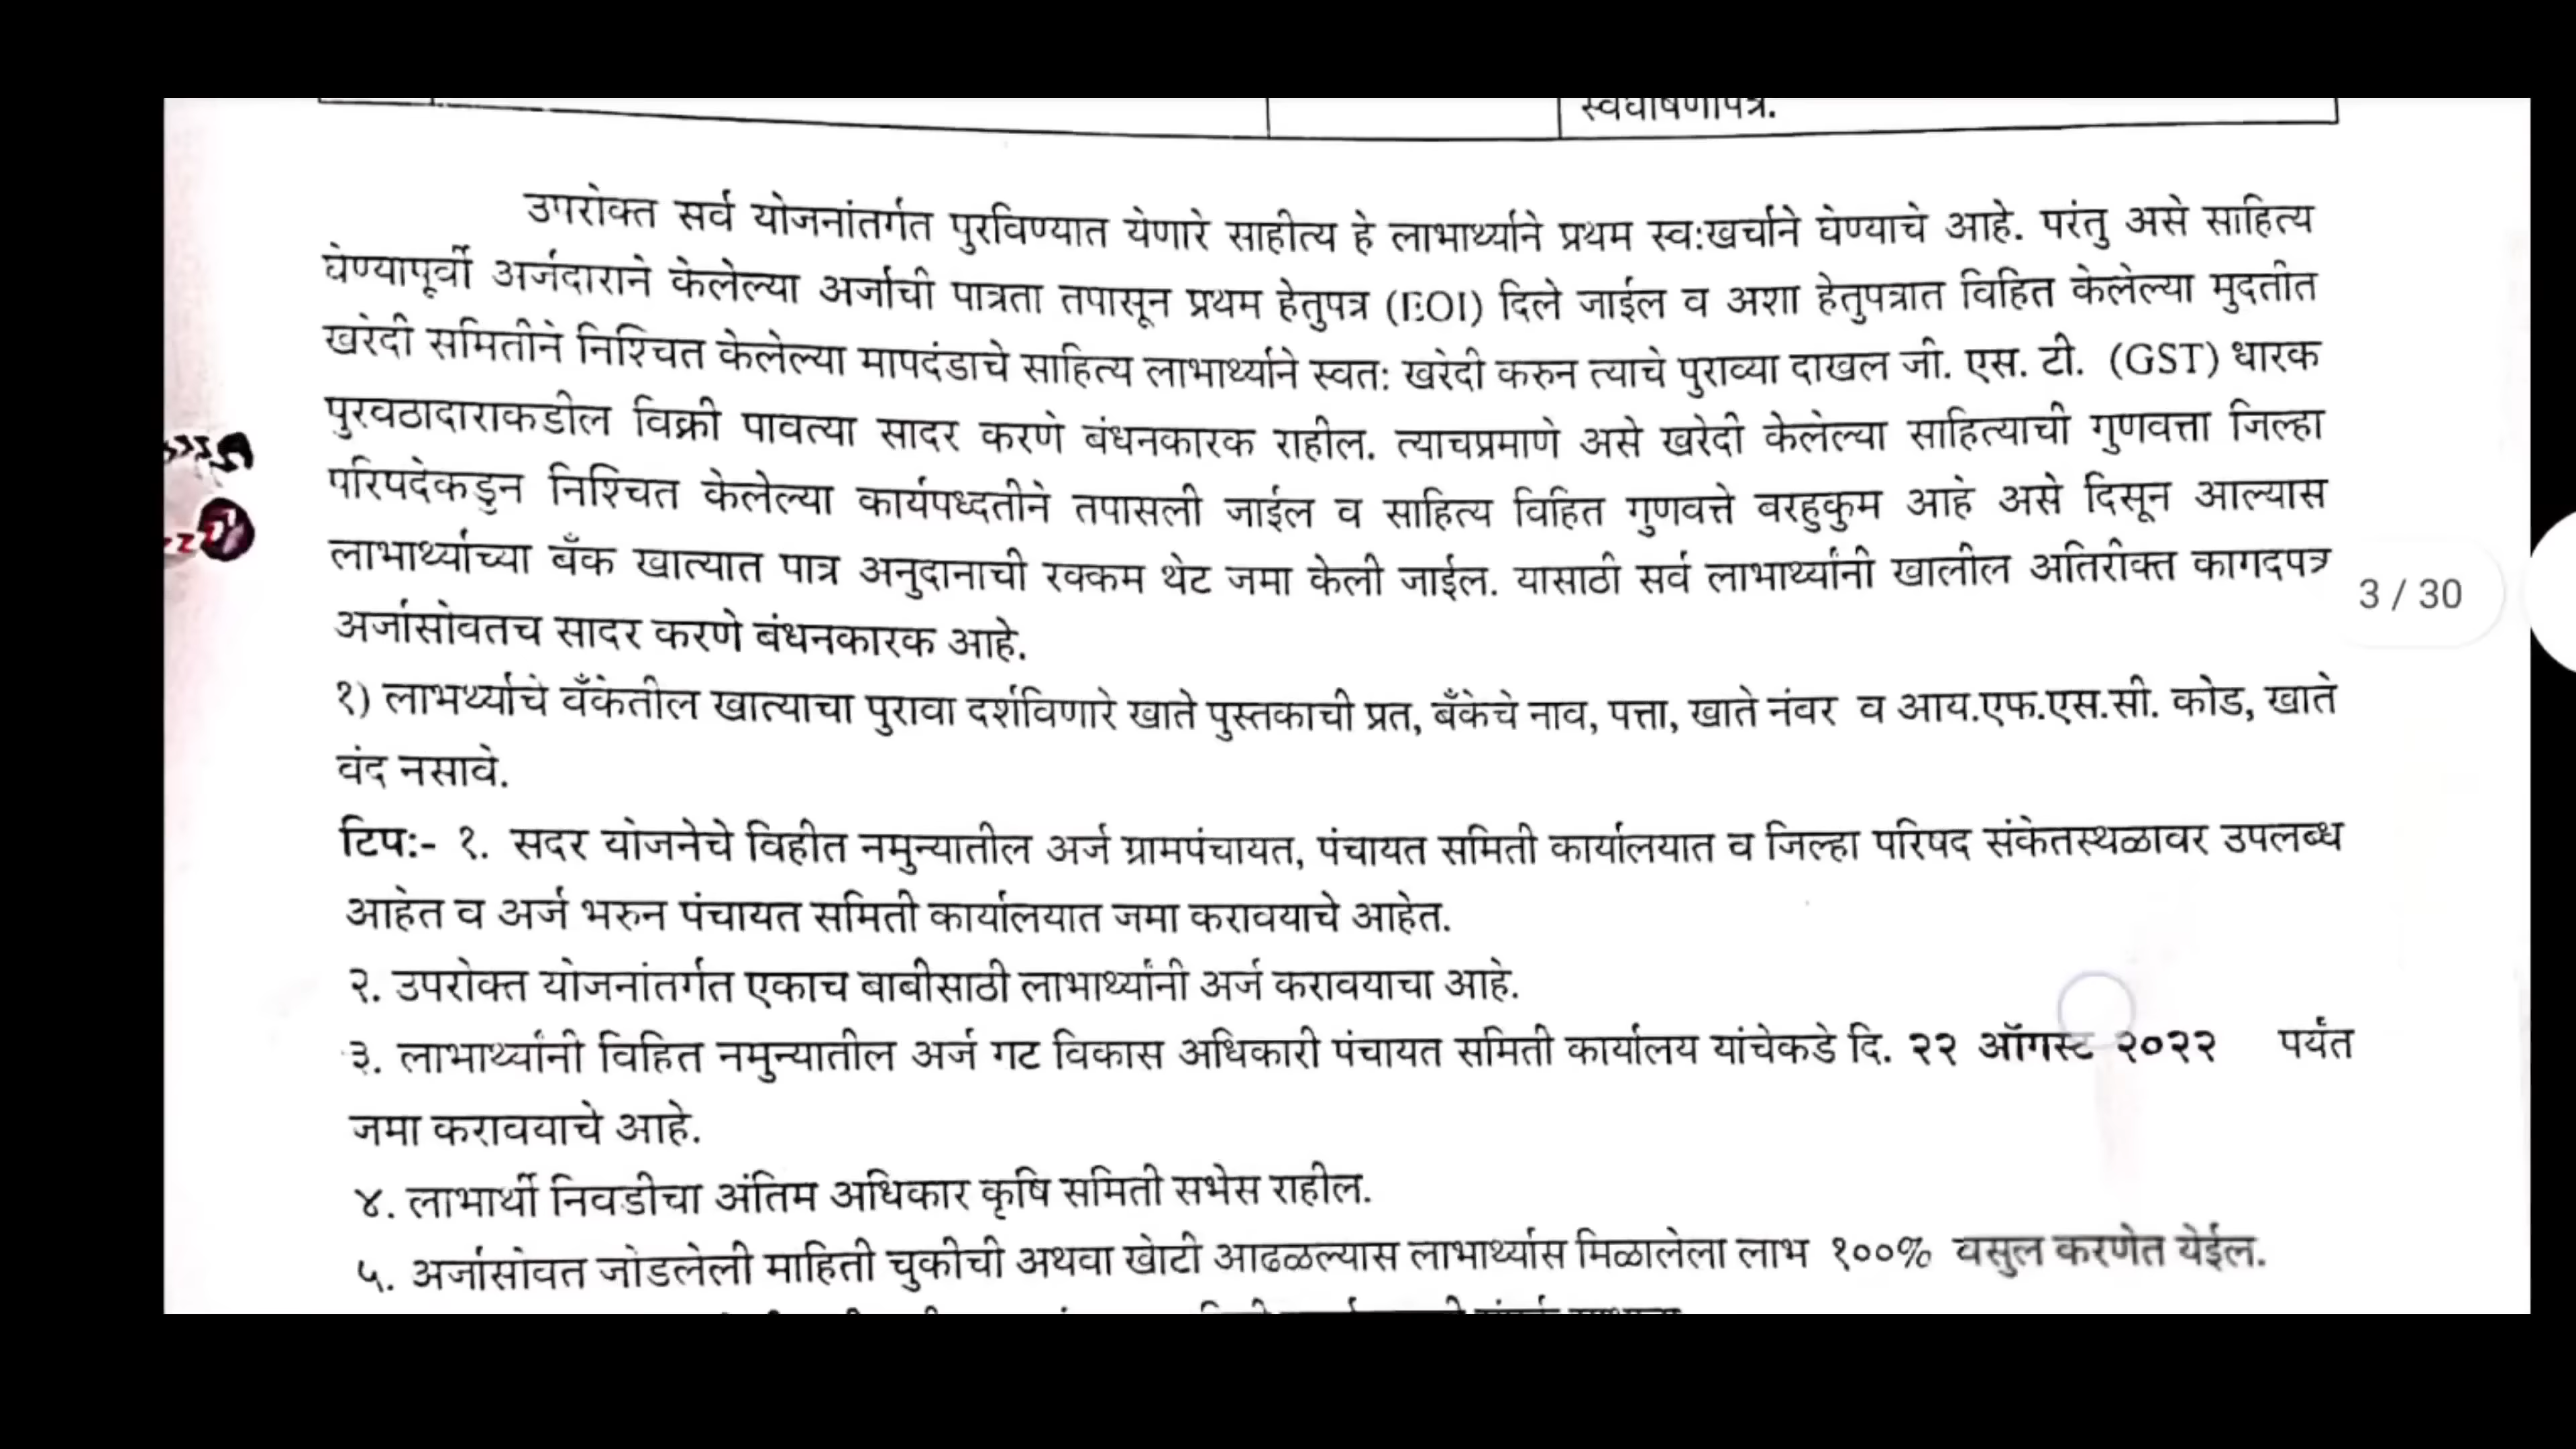 स्वघोषणापत्र.
उपरोक्त सर्व योजनांतर्गत पुरविण्यात येणारे साहीत्य हे लाभार्थ्याने प्रथम स्व:खर्चाने घेण्याचे आहे. परंतु असे साहित्य
घेण्यापूर्वी अर्जदाराने केलेल्या अर्जाची पात्रता तपासून प्रथम हेतुपत्र (EOI) दिले जाईल व अशा हेतुपत्रात विहित केलेल्या मुदतीत
खरेदी समितीने निश्चित केलेल्या मापदंडाचे साहित्य लाभार्थ्याने स्वत: खरेदी करुन त्याचे पुराव्या दाखल जी. एस. टी. (GST) धारक
पुरवठादाराकडील विक्री पावत्या सादर करणे बंधनकारक राहील. त्याचप्रमाणे असे खरेदी केलेल्या साहित्याची गुणवत्ता जिल्हा
परिषदेकडुन निश्चित केलेल्या कार्यपध्दतीने तपासली जाईल व साहित्य विहित गुणवत्ते बरहुकुम आहे असे दिसून आल्यास
लाभार्थ्याच्या बँक खात्यात पात्र अनुदानाची रक्कम थेट जमा केली जाईल. यासाठी सर्व लाभार्थ्यांनी खालील अतिरीक्त कागदपत्र
3 / 30
अर्जासोबतच सादर करणे बंधनकारक आहे.
१) लाभर्थ्याचे बँकेतील खात्याचा पुरावा दर्शविणारे खाते पुस्तकाची प्रत, बँकेचे नाव, पत्ता, खाते नंबर व आय.एफ.एस.सी. कोड, खाते
बंद नसावे.
टिप:- १. सदर योजनेचे विहीत नमुन्यातील अर्ज ग्रामपंचायत, पंचायत समिती कार्यालयात व जिल्हा परिषद संकेतस्थळावर उपलब्ध
आहेत व अर्ज भरुन पंचायत समिती कार्यालयात जमा करावयाचे आहेत.
२. उपरोक्त योजनांतर्गत एकाच बाबीसाठी लाभार्थ्यांनी अर्ज करावयाचा आहे.
३. लाभार्थ्यांनी विहित नमुन्यातील अर्ज गट विकास अधिकारी पंचायत समिती कार्यालय यांचेकडे दि. २२ ऑगस्ट २०२२ पर्यंत
जमा करावयाचे आहे.
४. लाभार्थी निवडीचा अंतिम अधिकार कृषि समिती सभेस राहील.
५. अर्जासोबत जोडलेली माहिती चुकीची अथवा खोटी आढळल्यास लाभार्थ्यास मिळालेला लाभ १००% वसुल करणेत येईल.